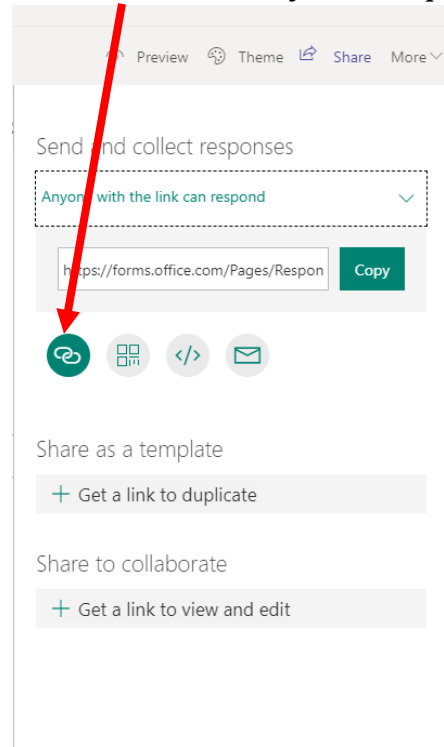 Preview Theme Share More
Send and collect responses
Anyone with the link can respond
https://forms.office.com/Pages/Respon Copy
</>
Share as a template
+ Get a link to duplicate
Share to collaborate
+ Get a link to view and edit